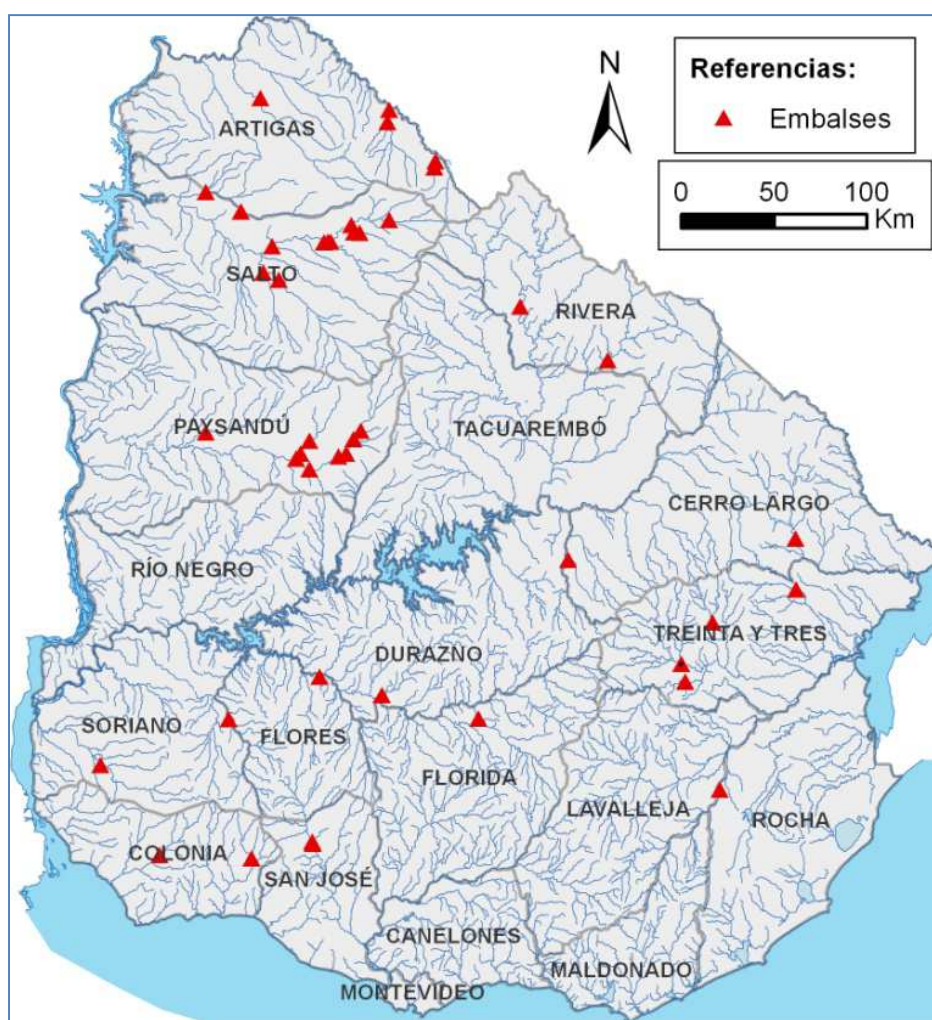 Referencias:
Embalses
N
0 50 100
Km
ARTIGAS
SALTO
RIVERA
PAYSANDÚ
TACUAREMBÓ
CERRO LARGO
RÍO NEGRO
TREINTA Y TRES
DURAZNO
SORIANO
FLORES
FLORIDA
LAVALLEJA
ROCHA
COLONIA
SAN JOSÉ
CANELONES
MALDONADO
MONTEVIDEO